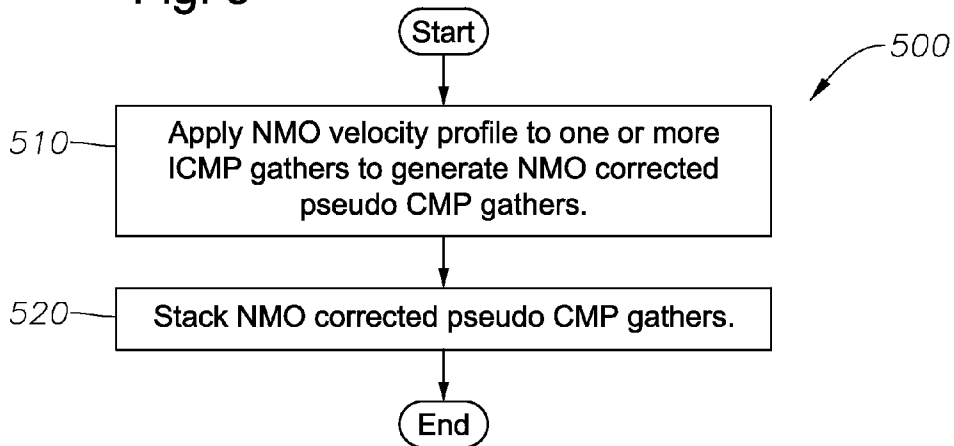 Start
500
510
Apply NMO velocity profile to one or more
ICMP gathers to generate NMO corrected
pseudo CMP gathers.
520
Stack NMO corrected pseudo CMP gathers.
End